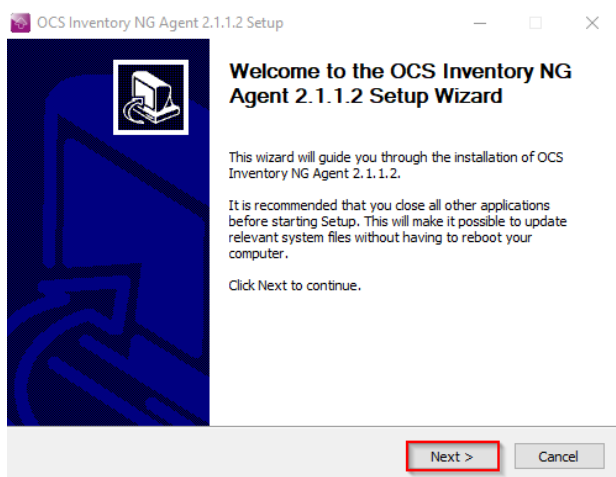 OCS Inventory NG Agent 2.1.1.2 Setup
Welcome to the OCS Inventory NG
Agent 2.1.1.2 Setup Wizard
This wizard will guide you through the installation of OCS
Inventory NG Agent 2.1.1.2.
It is recommended that you close all other applications
before starting Setup. This will make it possible to update
relevant system files without having to reboot your
computer.
Click Next to continue.
Next >
Cancel